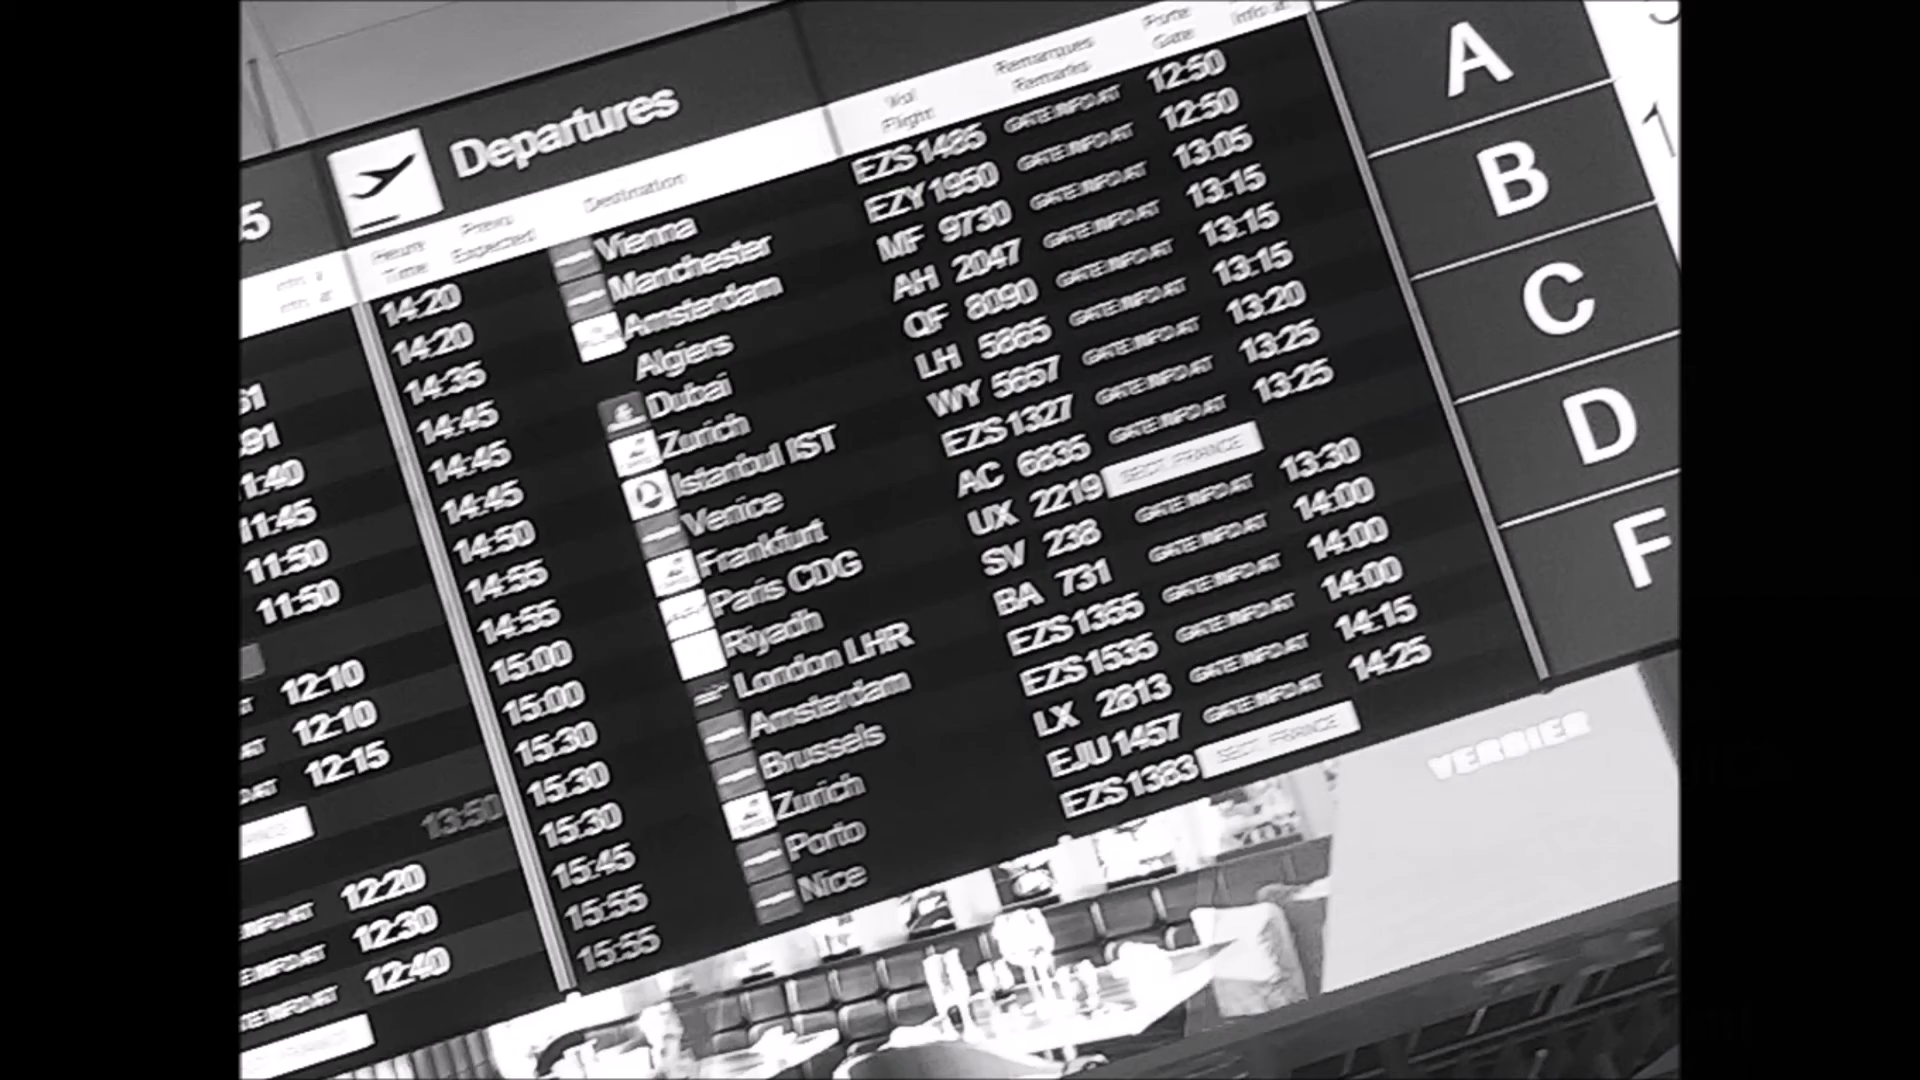 Departures
Heure Prévu Destination Vol Remarques Porte Info at
Time Expected Flight Remarks Gate
14:20 Vienna EZS1485 GATE INFO AT 12:50
14:20 Manchester EZY1950 GATE INFO AT 12:50
14:35 Amsterdam MF 9730 GATE INFO AT 13:05
14:45 Algiers AH 2047 GATE INFO AT 13:15
14:45 Dubai QF 8090 GATE INFO AT 13:15
14:45 Zurich LH 5865 GATE INFO AT 13:15
14:50 Istanbul IST WY 5657 GATE INFO AT 13:20
14:55 Venice EZS1327 GATE INFO AT 13:25
14:55 Frankfurt AC 6835 GATE INFO AT 13:25
15:00 Paris CDG UX 2219 SECT. FRANCE
15:00 Riyadh SV 238 GATE INFO AT 13:30
15:30 London LHR BA 731 GATE INFO AT 14:00
15:30 Amsterdam EZS1365 GATE INFO AT 14:00
15:30 Brussels EZS1535 GATE INFO AT 14:00
15:45 Zurich LX 2813 GATE INFO AT 14:15
15:55 Porto EJU1457 GATE INFO AT 14:25
15:55 Nice EZS1383 SECT. FRANCE
5
11:40
11:45
11:50
11:50
12:10
12:10
12:15
13:50
12:20
12:30
12:40
A
B
C
D
F
1
VERBIER